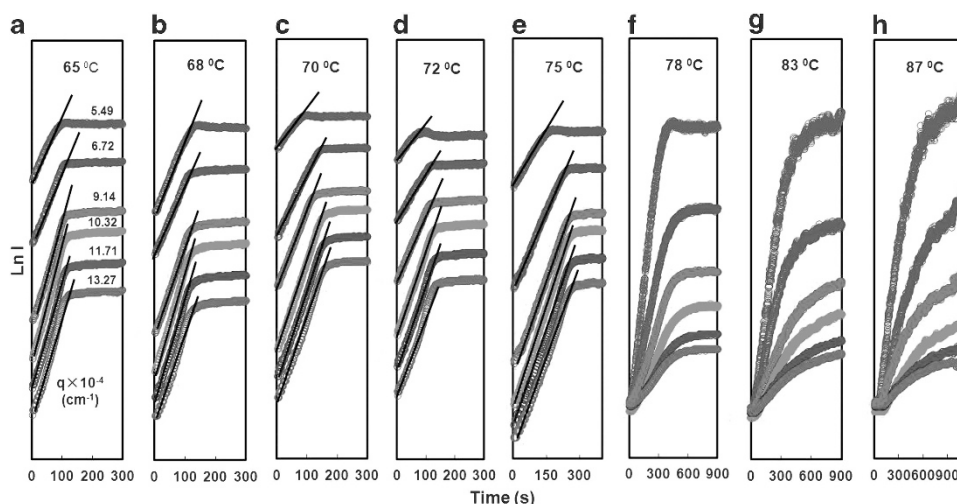 a b c d e f g h
65 ⁰C 68 ⁰C 70 ⁰C 72 ⁰C 75 ⁰C 78 ⁰C 83 ⁰C 87 ⁰C
5.49
6.72
9.14
10.32
11.71
13.27
Ln I
q×10⁻⁴
(cm⁻¹)
0 100 200 300 0 100 200 300 0 100 200 300 0 100 200 300 0 150 300 0 300 600 900 0 300 600 900 0 300 600 900
Time (s)